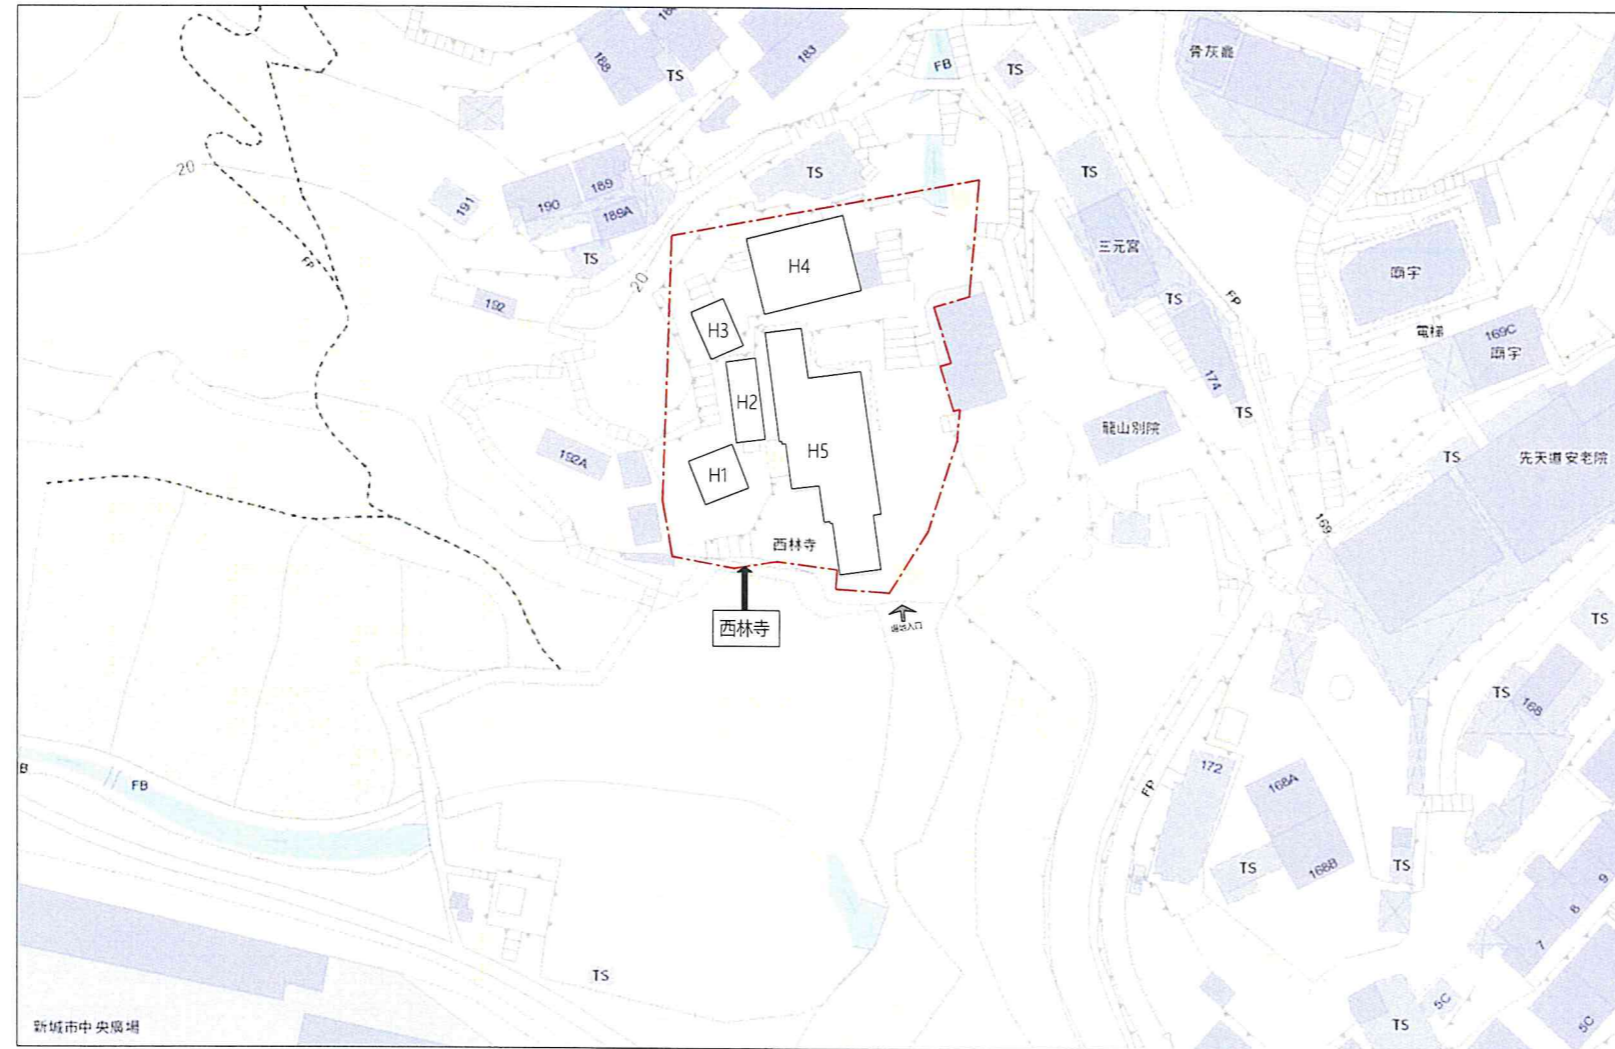 188
183
TS
FB
TS
骨灰龕
20
TS
TS
191
190
189
189A
TS
三元宮
廟宇
FP
20
H4
TS
FP
192
H3
電梯
169C
廟宇
174
H2
TS
龍山別院
192A
H1
H5
TS
先天道安老院
169
西林寺
西林寺
TS
TS
168
FB
172
168A
FP
TS
168B
TS
9
8
7
TS
5C
5C
TS
新城市中央廣場